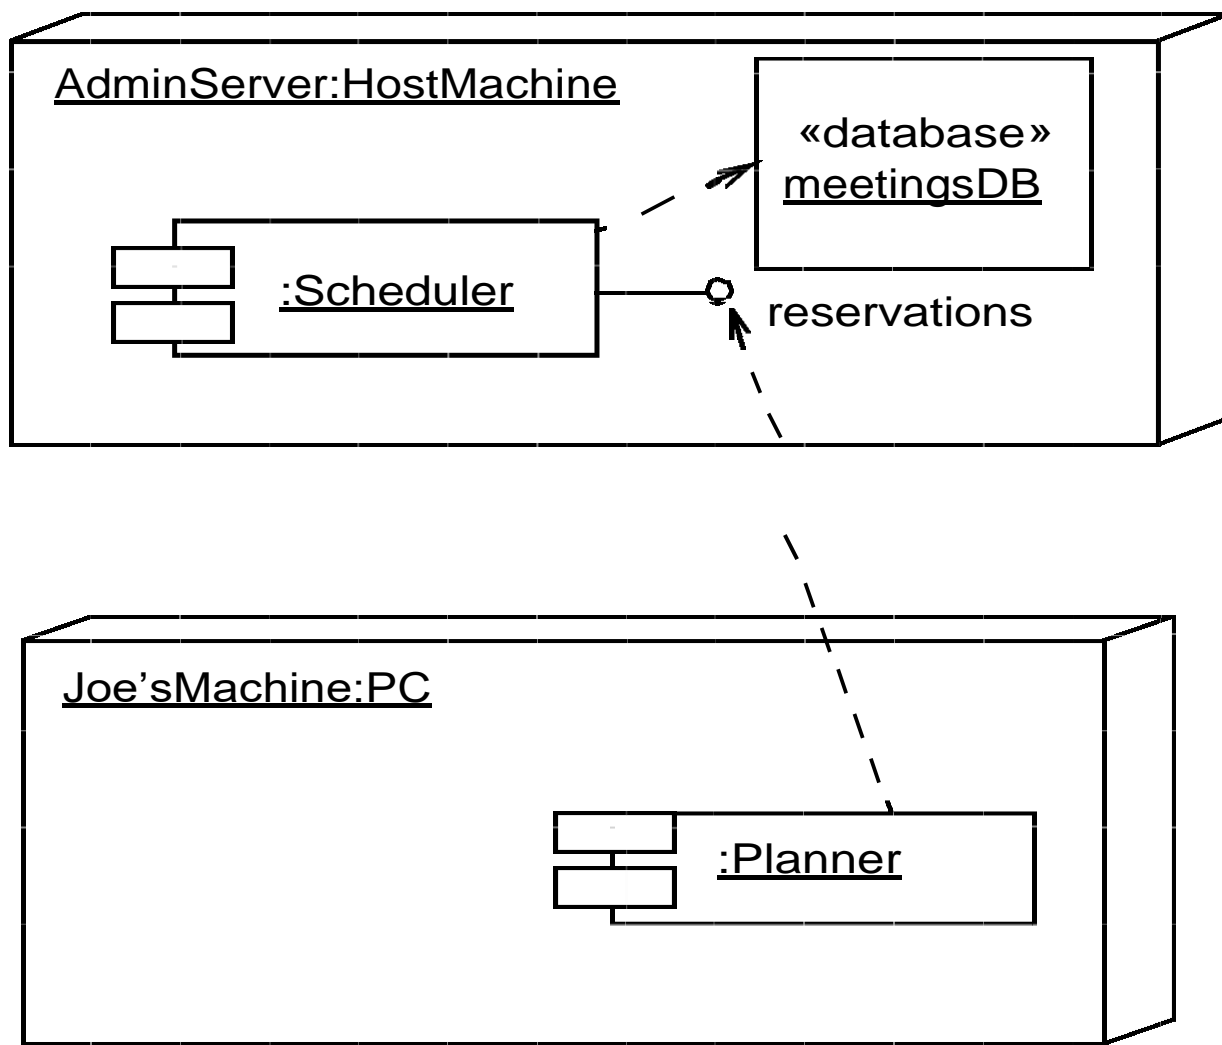 AdminServer:HostMachine
«database»
meetingsDB
:Scheduler
reservations
Joe’sMachine:PC
:Planner